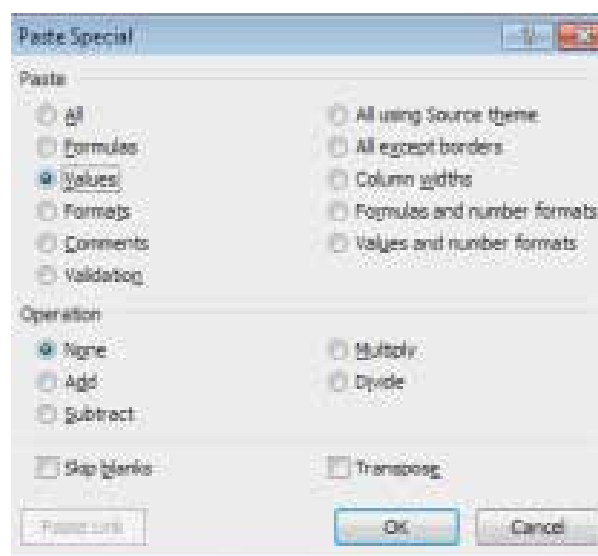 Paste Special
Paste
All
All using Source theme
Formulas
All except borders
Values
Column widths
Formats
Formulas and number formats
Comments
Values and number formats
Validation
Operation
None
Multiply
Add
Divide
Subtract
Skip blanks
Transpose
Paste Link
OK
Cancel